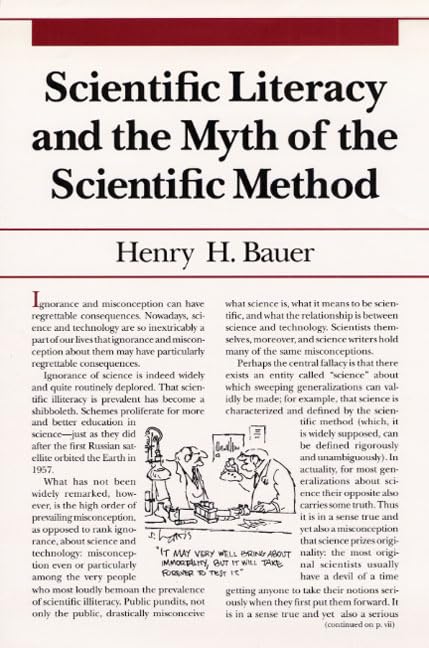 Scientific Literacy
and the Myth of the
Scientific Method
Henry H. Bauer
Ignorance and misconception can have
regrettable consequences. Nowadays, sci-
ence and technology are so inextricably a
part of our lives that ignorance and miscon-
ception about them may have particularly
regrettable consequences.
Ignorance of science is indeed widely
and quite routinely deplored. That scien-
tific illiteracy is prevalent has become a
shibboleth. Schemes proliferate for more
and better education in
science—just as they did
after the first Russian sat-
ellite orbited the Earth in
1957.
What has not been
widely remarked, how-
ever, is the high order of
prevailing misconception,
as opposed to rank igno-
rance, about science and
technology: misconcep-
tion even or particularly
among the very people
who most loudly bemoan the prevalence
of scientific illiteracy. Public pundits, not
only the public, drastically misconceive
what science is, what it means to be scien-
tific, and what the relationship is between
science and technology. Scientists them-
selves, moreover, and science writers hold
many of the same misconceptions.
Perhaps the central fallacy is that there
exists an entity called “science” about
which sweeping generalizations can val-
idly be made; for example, that science is
characterized and defined by the scien-
tific method (which, it
is widely supposed, can
be defined rigorously
and unambiguously). In
actuality, for most gen-
eralizations about sci-
ence their opposite also
carries some truth. Thus
it is in a sense true and
yet also a misconception
that science prizes origi-
nality: the most origi-
nal scientists usually
have a devil of a time
getting anyone to take their notions seri-
ously when they first put them forward. It
is in a sense true and yet also a serious
(continued on p. vii)
S. Harris
"IT MAY VERY WELL BRING ABOUT
IMMORTALITY, BUT IT WILL TAKE
FOREVER TO TEST IT."